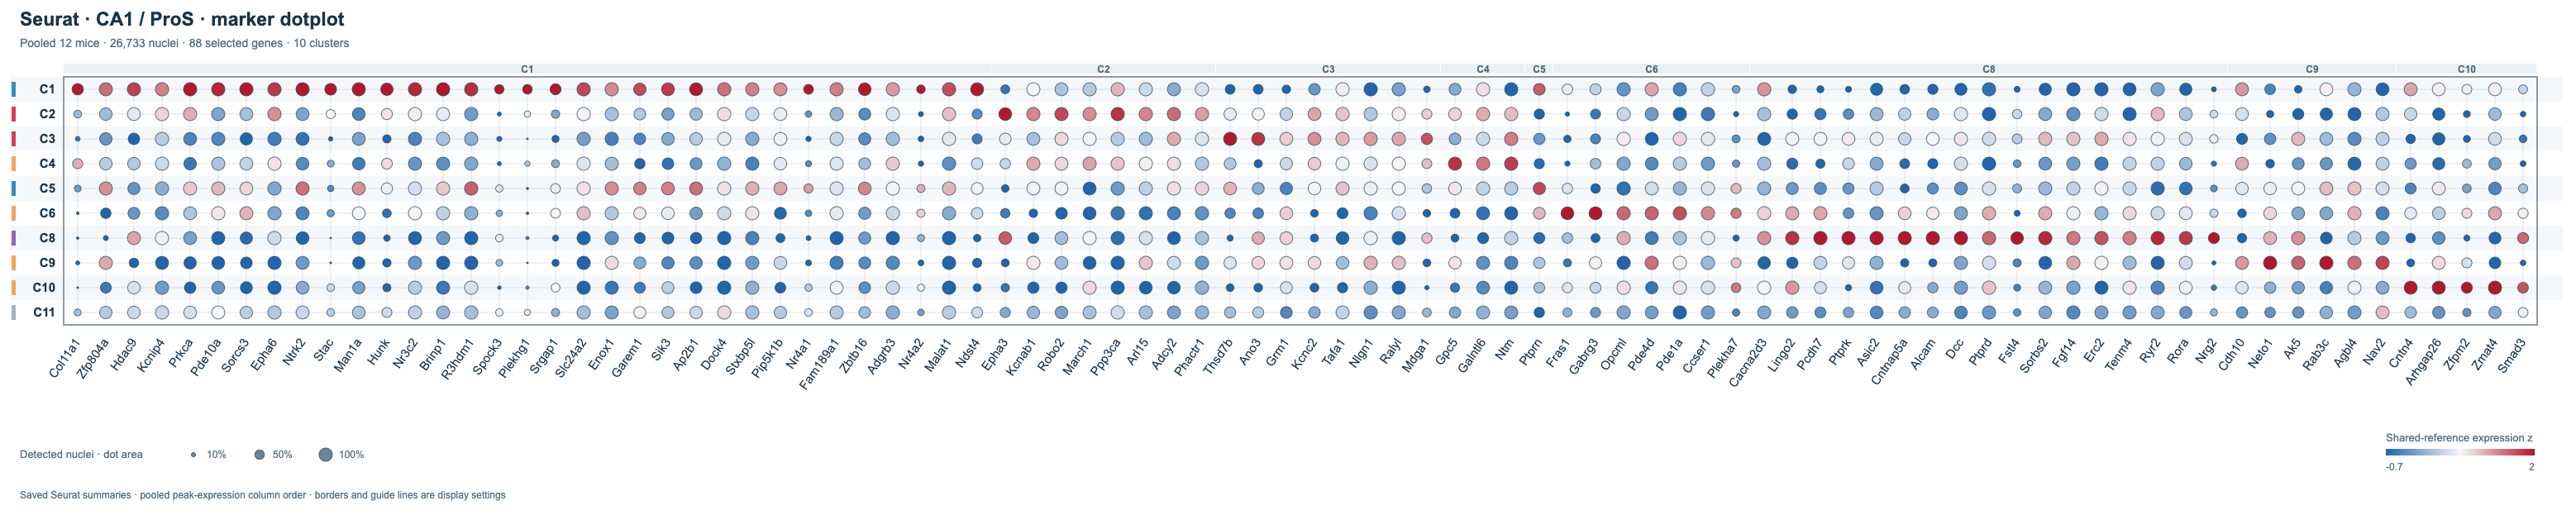 Seurat · CA1 / ProS · marker dotplot
Pooled 12 mice · 26,733 nuclei · 88 selected genes · 10 clusters
C1 C2 C3 C4 C5 C6 C8 C9 C10
C1
C2
C3
C4
C5
C6
C8
C9
C10
C11
Col11a1 Zfp804a Hdac9 Kcnip4 Prkca Pde10a Sorcs3 Epha6 Ntrk2 Stac Man1a Hunk Nr3c2 Brinp1 R3hdm1 Spock3 Plekhg1 Srgap1 Slc24a2 Enox1 Garem1 Sik3 Ap2b1 Dock4 Stxbp5l Pip5k1b Nr4a1 Fam189a1 Zbtb16 Adgrb3 Nr4a2 Malat1 Ndst4 Epha3 Kcnab1 Robo2 March1 Ppp3ca Arl15 Adcy2 Phactr1 Thsd7b Ano3 Grm1 Kcnc2 Tafa1 Nlgn1 Ralyl Mdga1 Gpc5 Galntl6 Ntm Ptprn Fras1 Gabrg3 Opcml Pde4d Pde1a Ccser1 Plekha7 Cacna2d3 Lingo2 Pcdh7 Ptprk Asic2 Cntnap5a Alcam Dcc Ptprd Fstl4 Sorbs2 Fgf14 Erc2 Tenm4 Ryr2 Rora Nrg2 Cdh10 Neto1 Ak5 Rab3c Agbl4 Nav2 Cntn4 Arhgap26 Zfpm2 Zmat4 Smad3
Detected nuclei · dot area 10% 50% 100%
Shared-reference expression z
-0.7 2
Saved Seurat summaries · pooled peak-expression column order · borders and guide lines are display settings